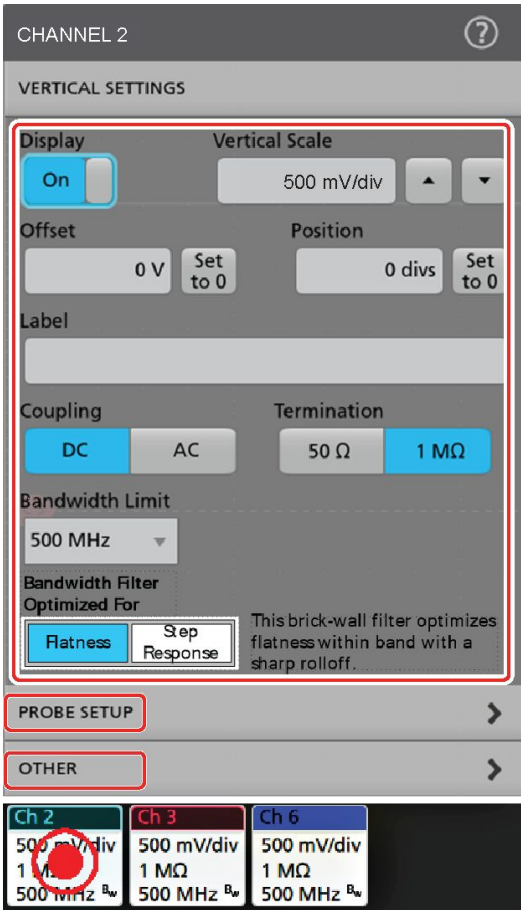 CHANNEL 2
?
VERTICAL SETTINGS
Display
Vertical Scale
On
500 mV/div
Offset
Position
0 V
Set
to 0
0 divs
Set
to 0
Label
Coupling
Termination
DC
AC
50 Ω
1 MΩ
Bandwidth Limit
500 MHz
Bandwidth Filter
Optimized For
Flatness
Step
Response
This brick-wall filter optimizes
flatness within band with a
sharp rolloff.
PROBE SETUP
OTHER
Ch 2
500 mV/div
1 MΩ
500 MHz Bw
Ch 3
500 mV/div
1 MΩ
500 MHz Bw
Ch 6
500 mV/div
1 MΩ
500 MHz Bw